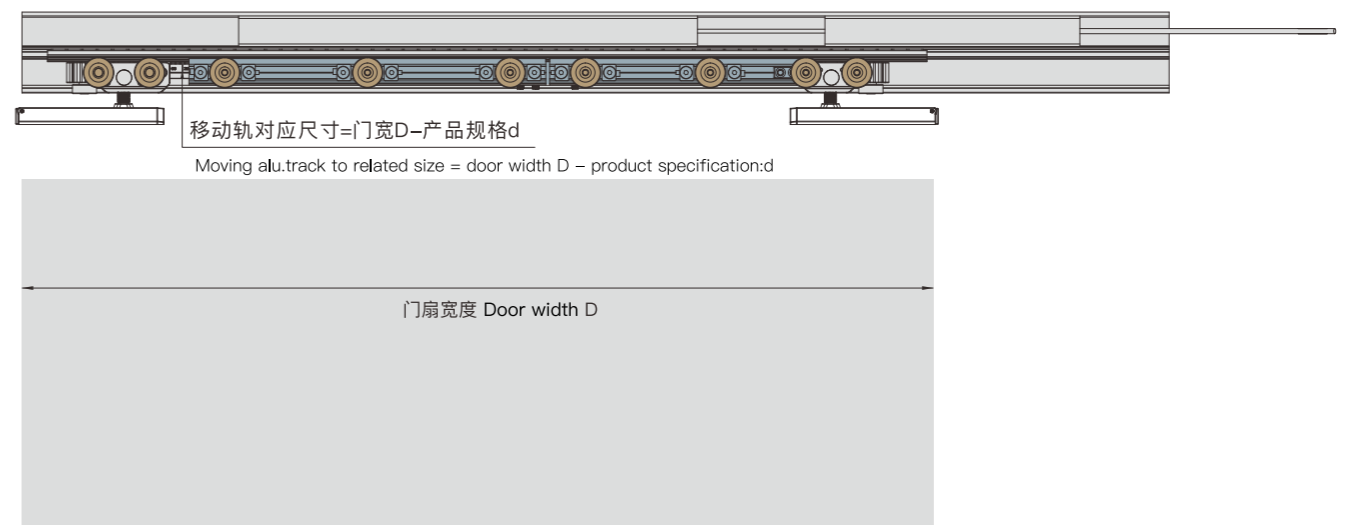 移动轨对应尺寸=门宽D–产品规格d
Moving alu.track to related size = door width D – product specification:d
门扇宽度 Door width D